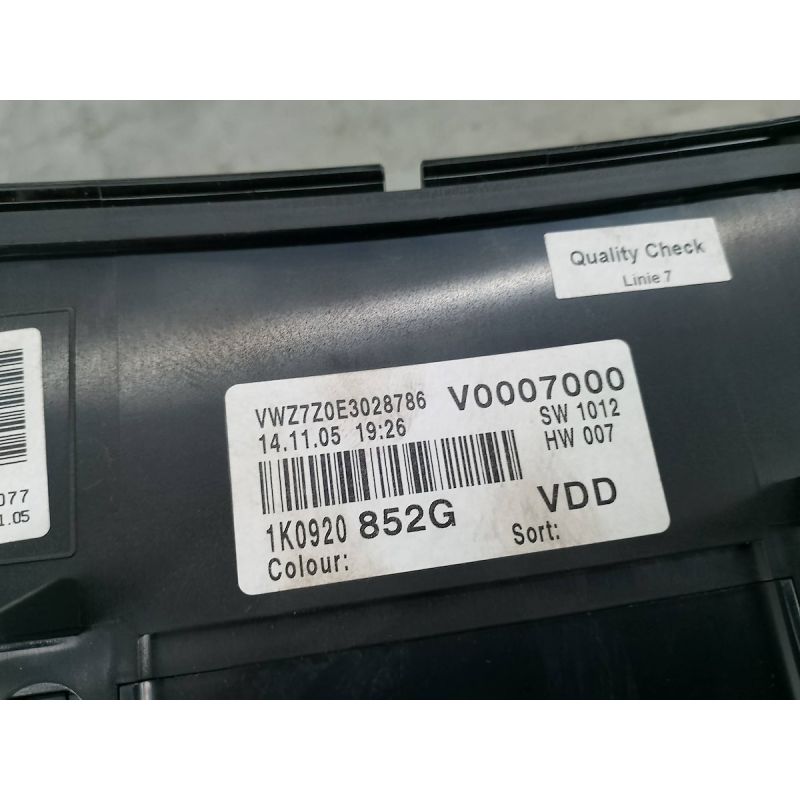 Quality Check
Linie 7
VWZ7Z0E3028786 V0007000
14.11.05 19:26 SW 1012
HW 007
1K0920 852G VDD
Colour: Sort:
077
1.05